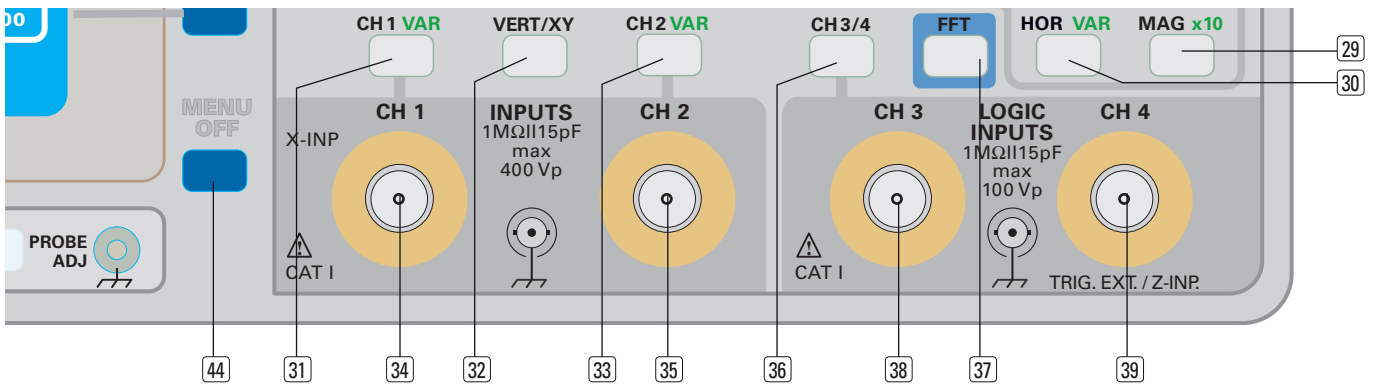 00
CH 1 VAR
VERT/XY
CH 2 VAR
CH 3/4
FFT
HOR VAR
MAG x10
29
30
MENU
OFF
X-INP
CH 1
INPUTS
1MΩII15pF
max
400 Vp
CH 2
CH 3
LOGIC
INPUTS
1MΩII15pF
max
100 Vp
CH 4
PROBE
ADJ
CAT I
CAT I
TRIG. EXT. / Z-INP.
44
31
34
32
33
35
36
38
37
39